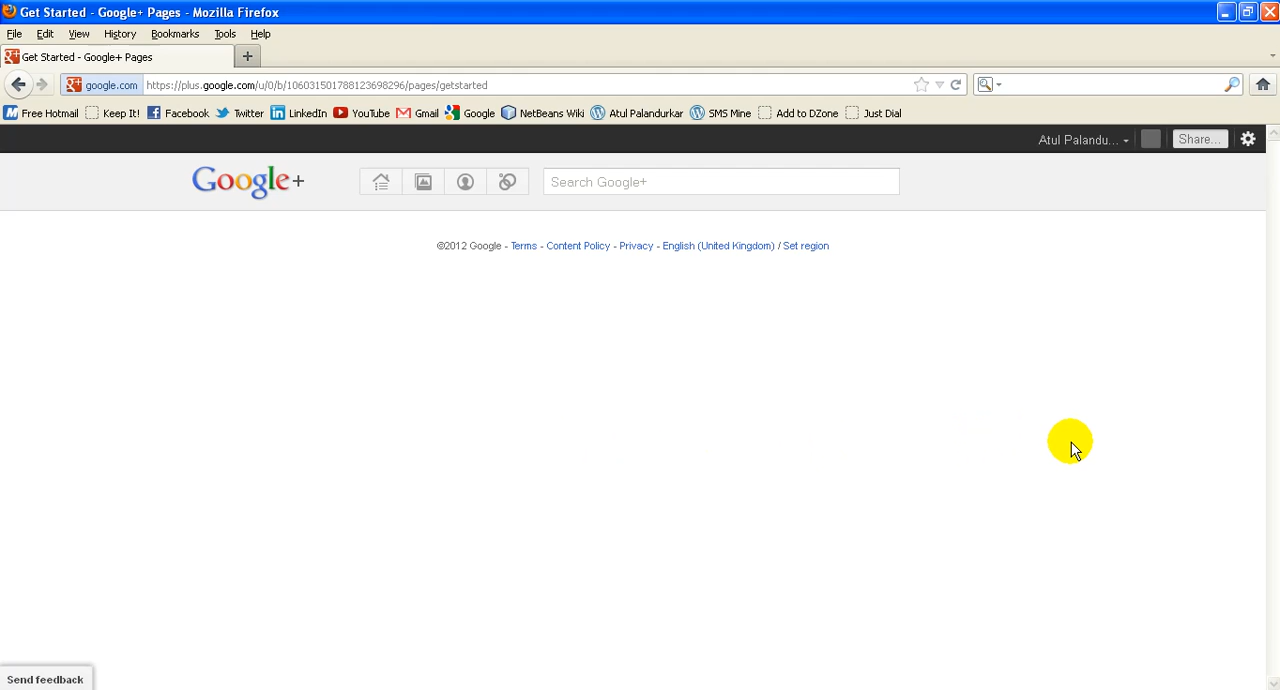 Get Started - Google+ Pages - Mozilla Firefox
File Edit View History Bookmarks Tools Help
Get Started - Google+ Pages
google.com https://plus.google.com/u/0/b/106031501788123698296/pages/getstarted
Free Hotmail Keep It! Facebook Twitter LinkedIn YouTube Gmail Google NetBeans Wiki Atul Palandurkar SMS Mine Add to DZone Just Dial
Atul Palandu... Share...
Google+ Search Google+
©2012 Google - Terms - Content Policy - Privacy - English (United Kingdom) / Set region
Send feedback